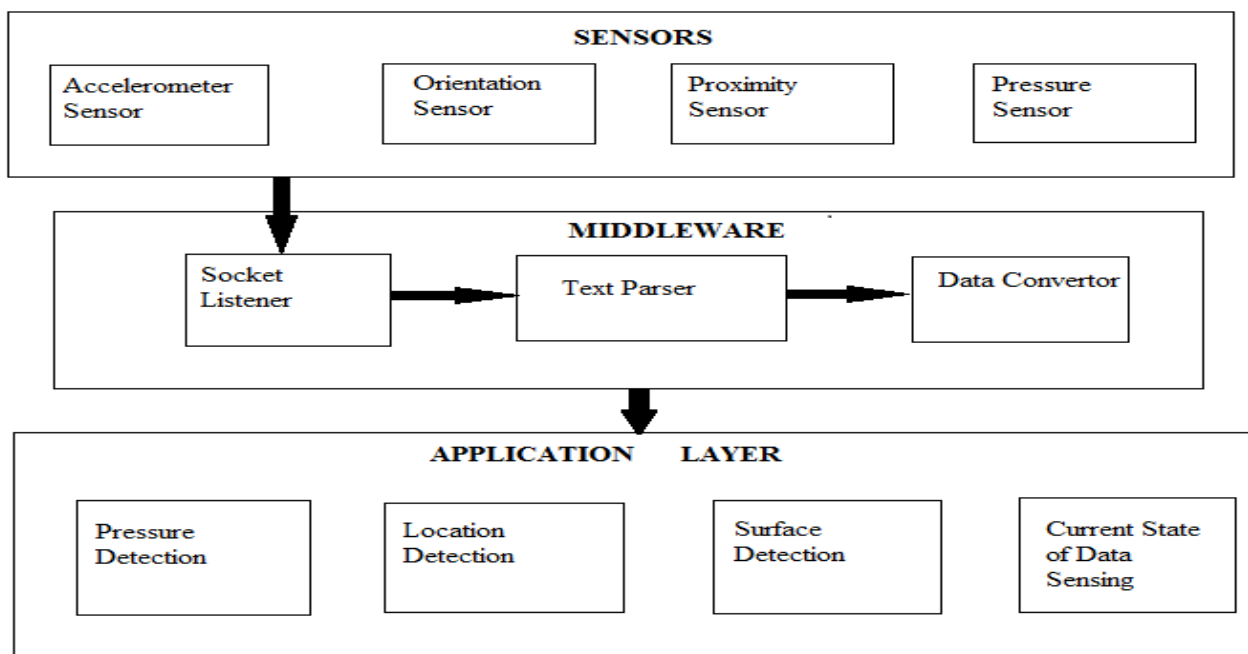 SENSORS
Accelerometer
Sensor
Orientation
Sensor
Proximity
Sensor
Pressure
Sensor
MIDDLEWARE
Socket
Listener
Text Parser
Data Convertor
APPLICATION LAYER
Pressure
Detection
Location
Detection
Surface
Detection
Current State
of Data
Sensing